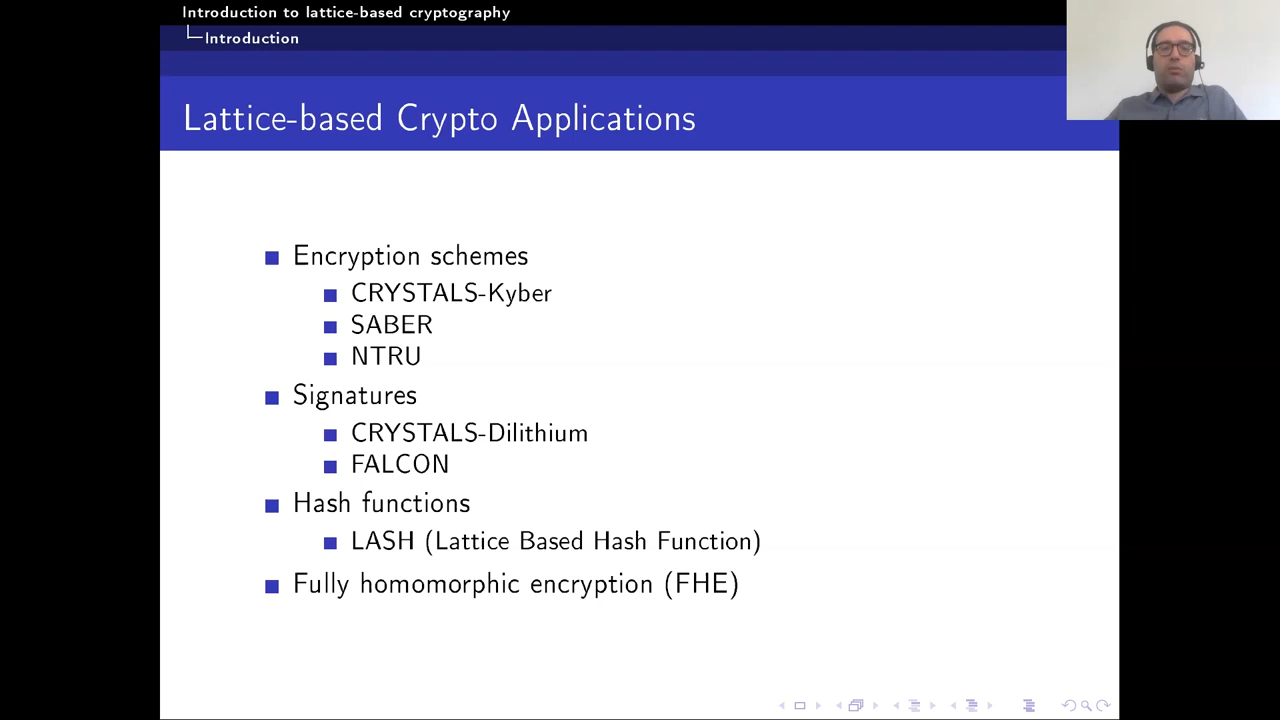 Introduction to lattice-based cryptography
Introduction
Lattice-based Crypto Applications
Encryption schemes
CRYSTALS-Kyber
SABER
NTRU
Signatures
CRYSTALS-Dilithium
FALCON
Hash functions
LASH (Lattice Based Hash Function)
Fully homomorphic encryption (FHE)